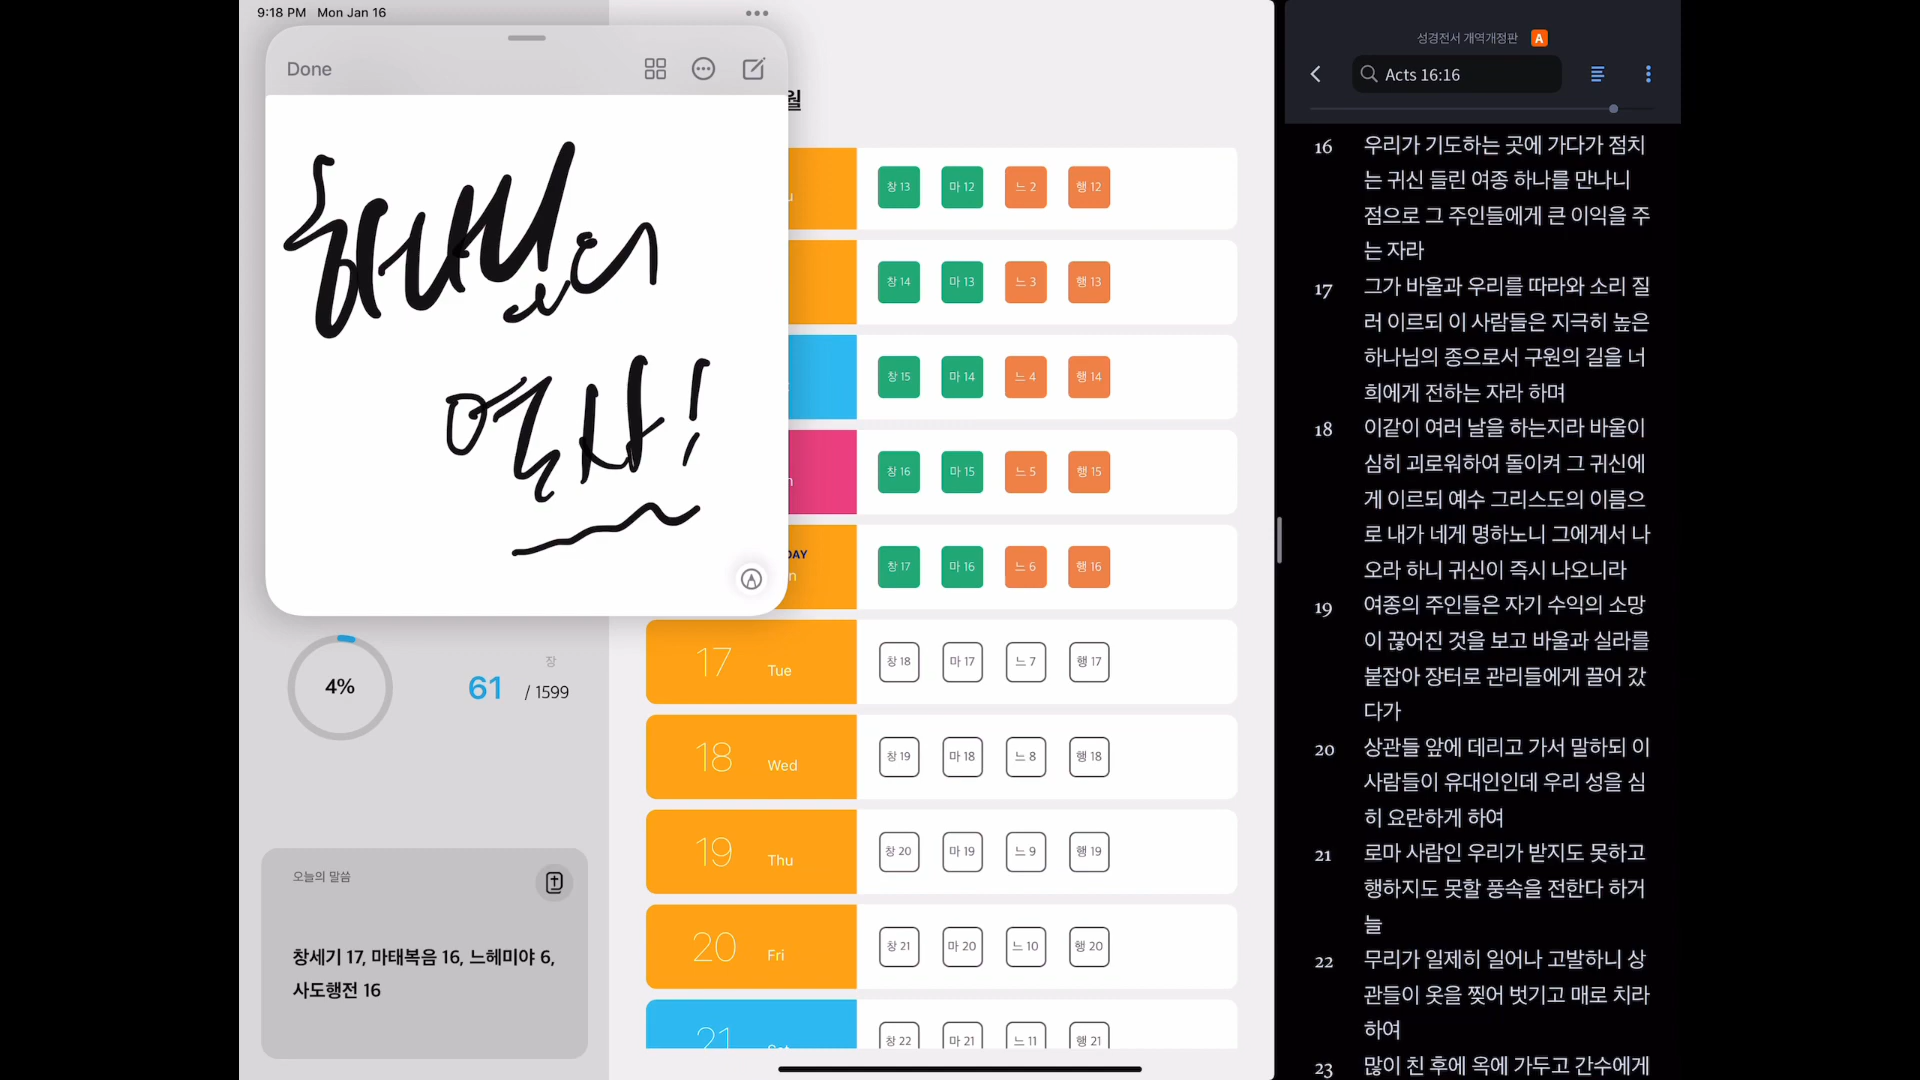 9:18 PM Mon Jan 16
Done
하나님의
역사!
4%
장
61 / 1599
오늘의 말씀
창세기 17, 마태복음 16, 느헤미야 6,
사도행전 16
월
창 13 마 12 느 2 행 12
창 14 마 13 느 3 행 13
창 15 마 14 느 4 행 14
창 16 마 15 느 5 행 15
창 17 마 16 느 6 행 16
17 Tue 창 18 마 17 느 7 행 17
18 Wed 창 19 마 18 느 8 행 18
19 Thu 창 20 마 19 느 9 행 19
20 Fri 창 21 마 20 느 10 행 20
21 Sat 창 22 마 21 느 11 행 21
성경전서 개역개정판 A
Acts 16:16
16 우리가 기도하는 곳에 가다가 점치
는 귀신 들린 여종 하나를 만나니
점으로 그 주인들에게 큰 이익을 주
는 자라
17 그가 바울과 우리를 따라와 소리 질
러 이르되 이 사람들은 지극히 높은
하나님의 종으로서 구원의 길을 너
희에게 전하는 자라 하며
18 이같이 여러 날을 하는지라 바울이
심히 괴로워하여 돌이켜 그 귀신에
게 이르되 예수 그리스도의 이름으
로 내가 네게 명하노니 그에게서 나
오라 하니 귀신이 즉시 나오니라
19 여종의 주인들은 자기 수익의 소망
이 끊어진 것을 보고 바울과 실라를
붙잡아 장터로 관리들에게 끌어 갔
다가
20 상관들 앞에 데리고 가서 말하되 이
사람들이 유대인인데 우리 성을 심
히 요란하게 하여
21 로마 사람인 우리가 받지도 못하고
행하지도 못할 풍속을 전한다 하거
늘
22 무리가 일제히 일어나 고발하니 상
관들이 옷을 찢어 벗기고 매로 치라
하여
23 많이 친 후에 옥에 가두고 간수에게